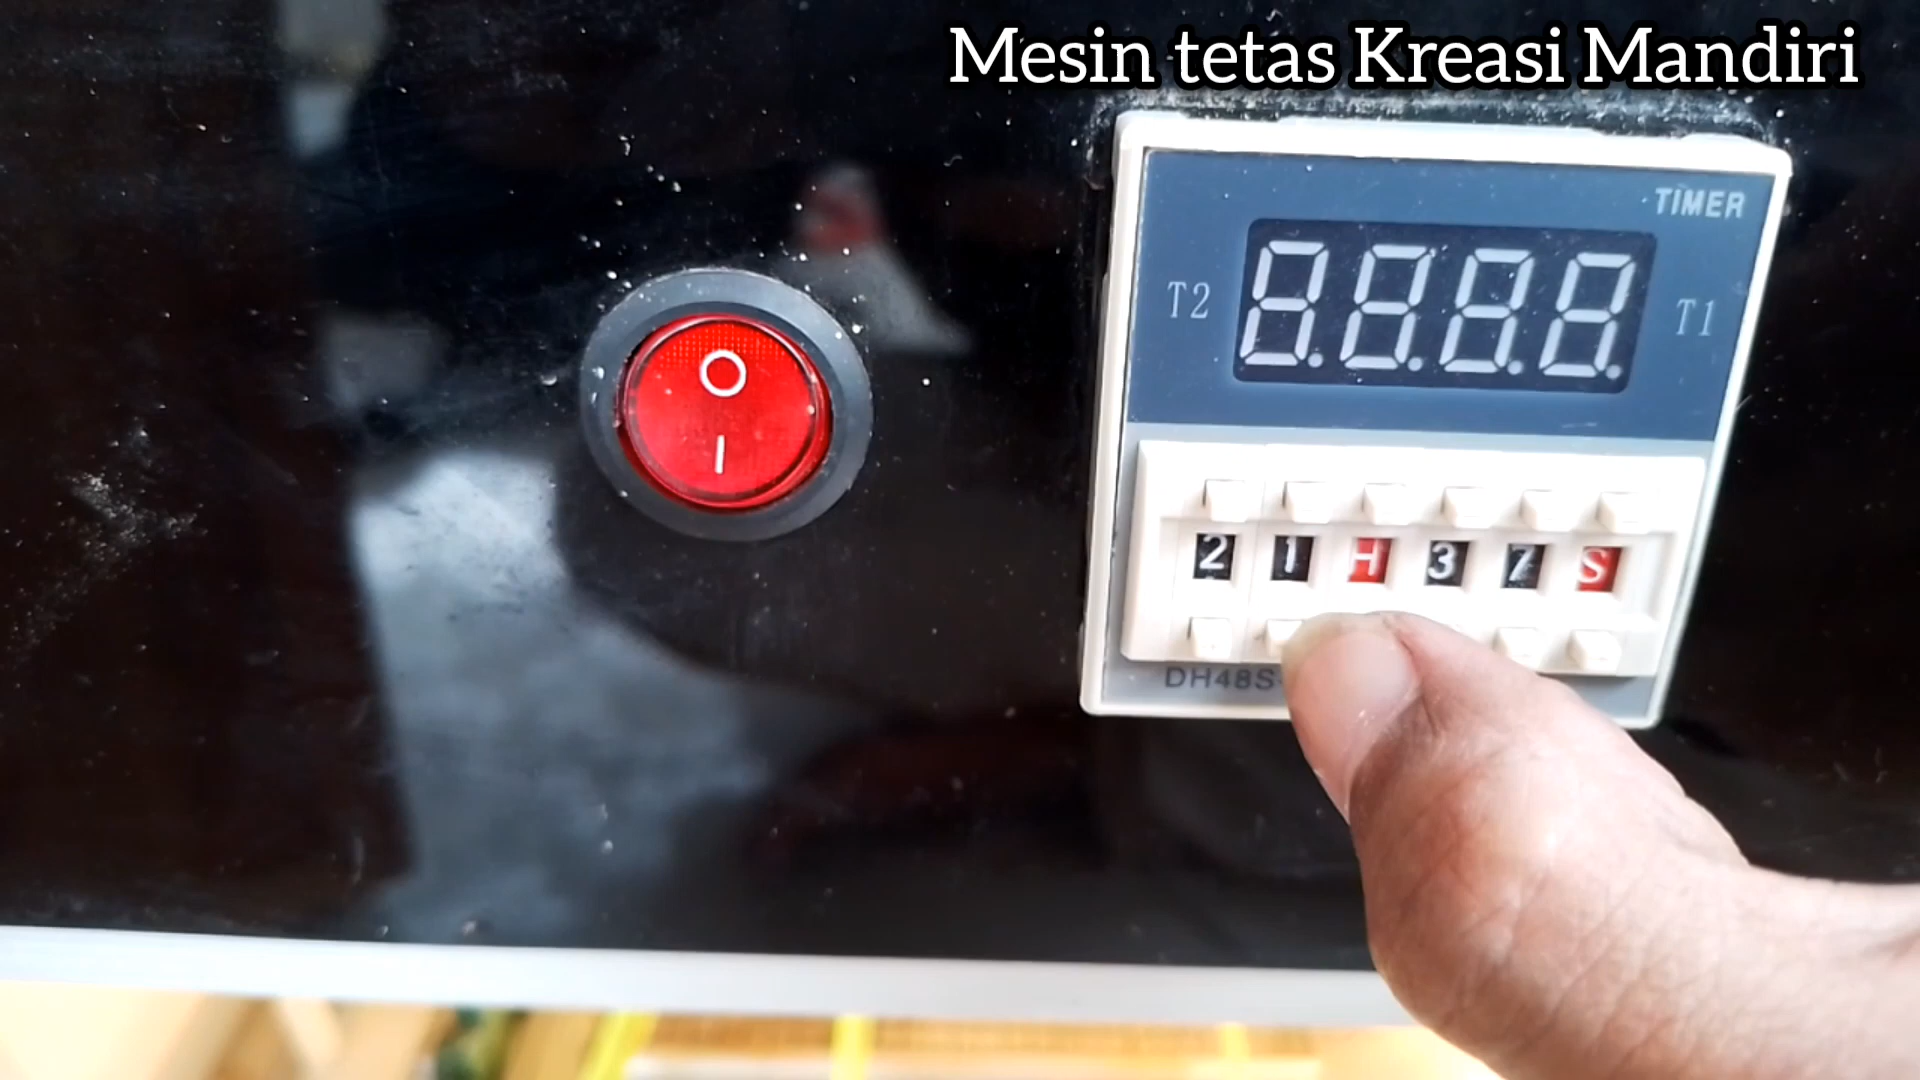 Mesin tetas Kreasi Mandiri
TIMER
T2 8.8.8.8. T1
O
I
2 1 H 3 7 S
DH48S